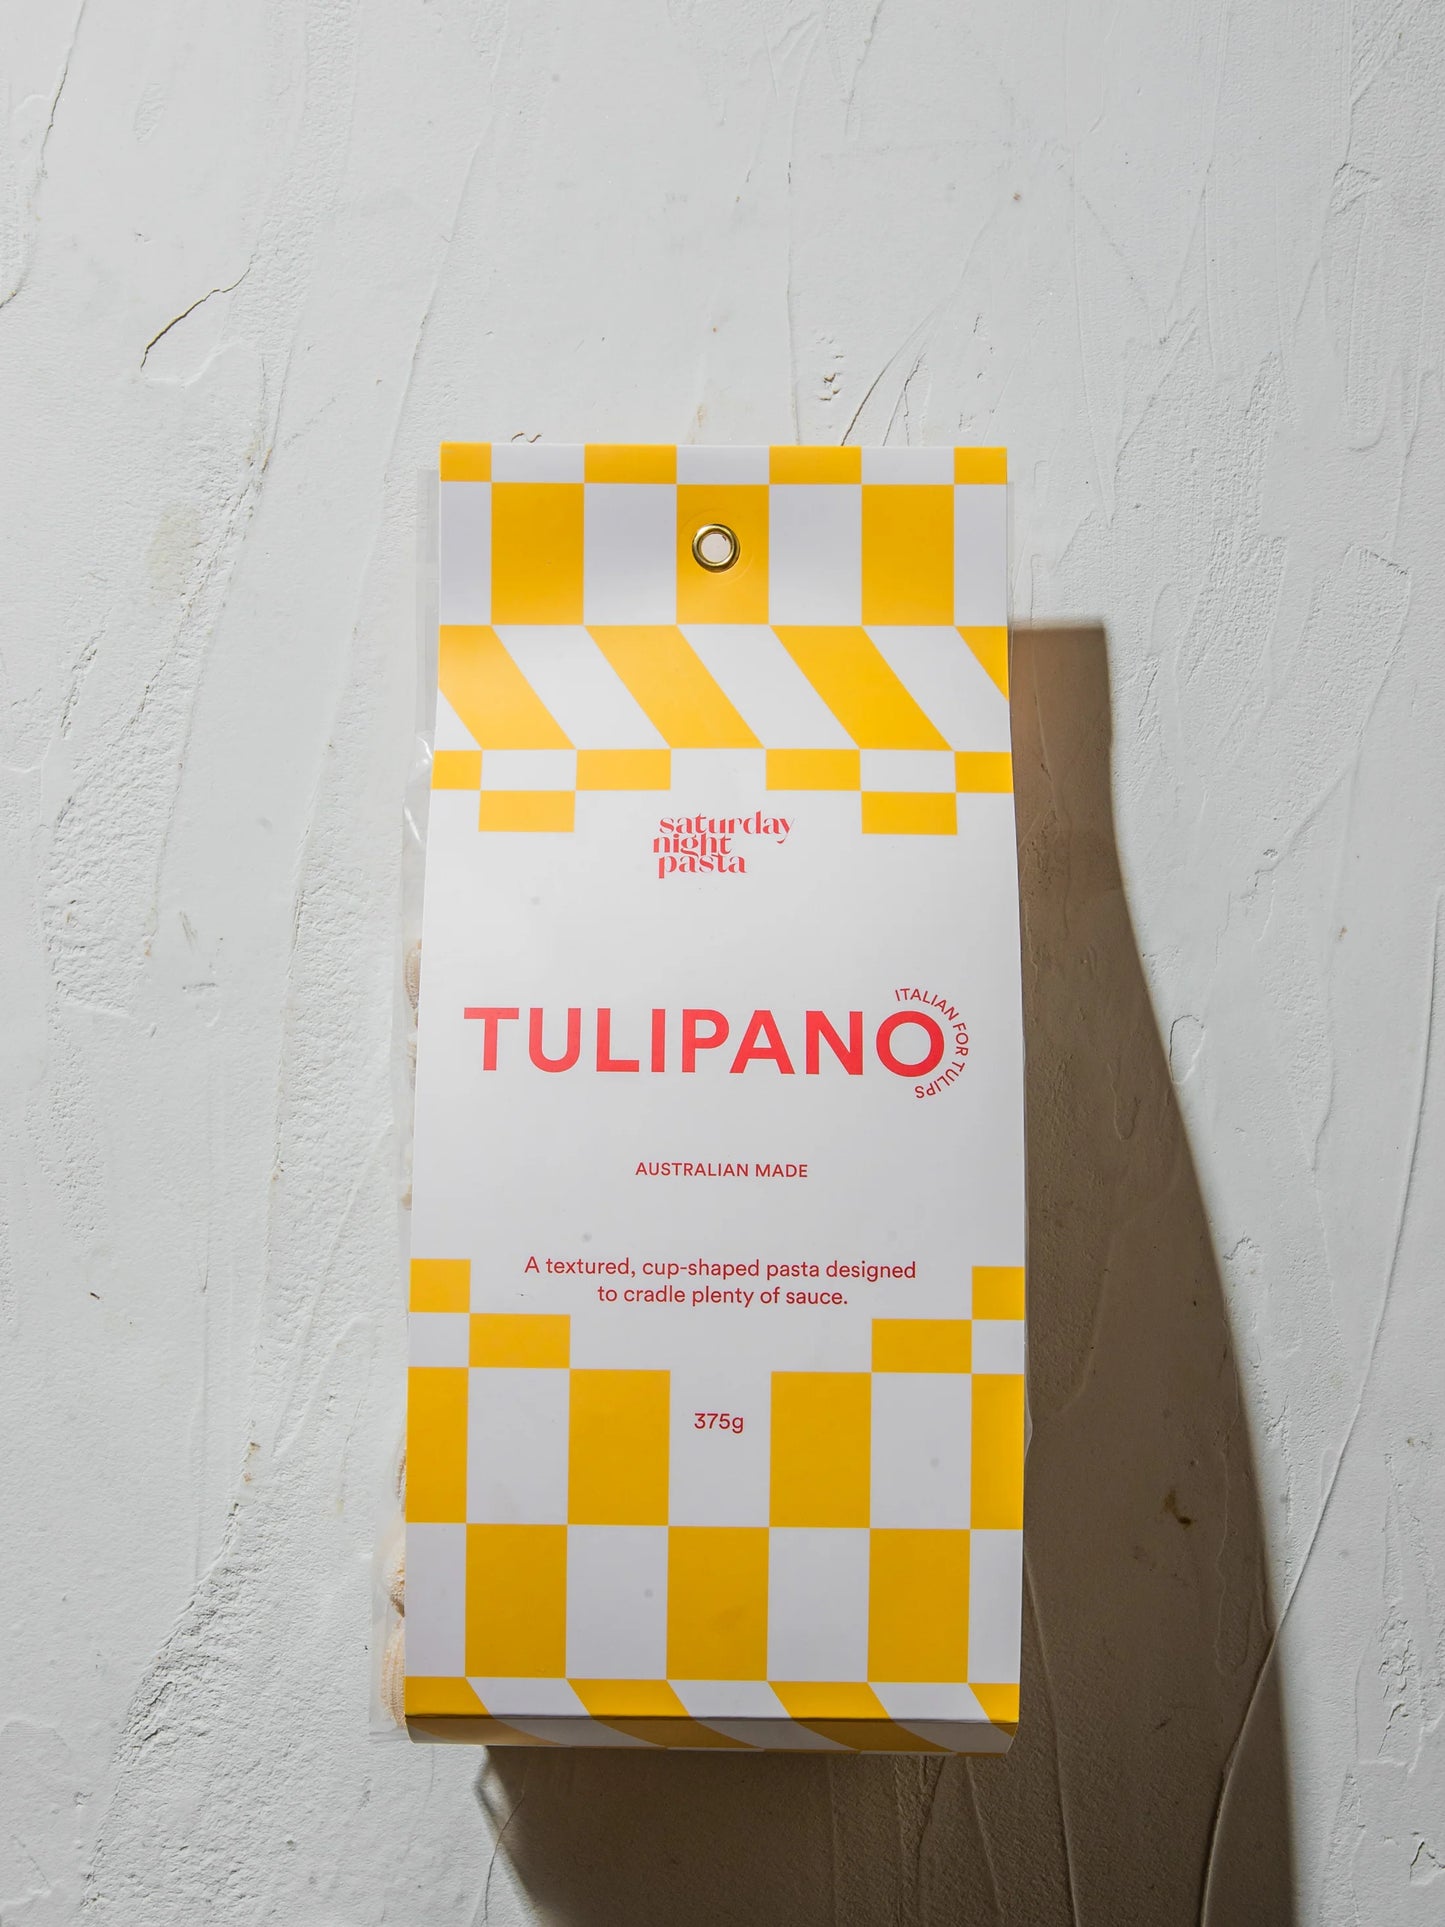 saturday
night
pasta
TULIPANO
ITALIAN FOR TULIPS
AUSTRALIAN MADE
A textured, cup-shaped pasta designed
to cradle plenty of sauce.
375g